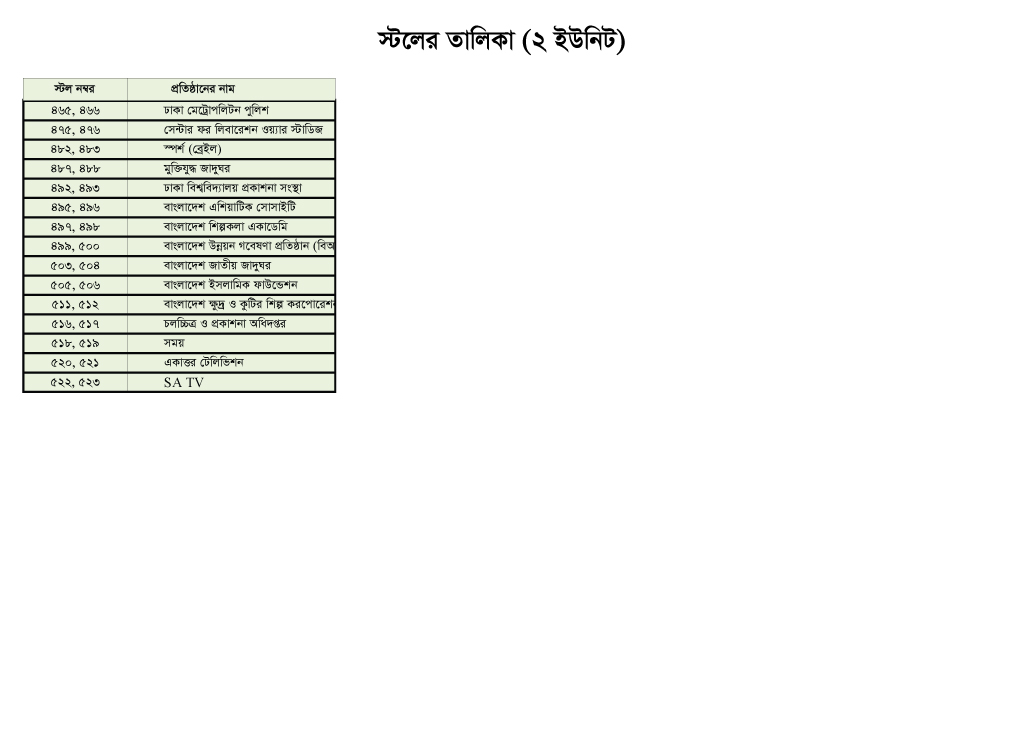 স্টলের তালিকা (২ ইউনিট)
স্টল নম্বর প্রতিষ্ঠানের নাম
৪৬৫, ৪৬৬ ঢাকা মেট্রোপলিটন পুলিশ
৪৭৫, ৪৭৬ সেন্টার ফর লিবারেশন ওয়্যার স্টাডিজ
৪৮২, ৪৮৩ স্পর্শ (ব্রেইল)
৪৮৭, ৪৮৮ মুক্তিযুদ্ধ জাদুঘর
৪৯২, ৪৯৩ ঢাকা বিশ্ববিদ্যালয় প্রকাশনা সংস্থা
৪৯৫, ৪৯৬ বাংলাদেশ এশিয়াটিক সোসাইটি
৪৯৭, ৪৯৮ বাংলাদেশ শিল্পকলা একাডেমি
৪৯৯, ৫০০ বাংলাদেশ উন্নয়ন গবেষণা প্রতিষ্ঠান (বিআ
৫০৩, ৫০৪ বাংলাদেশ জাতীয় জাদুঘর
৫০৫, ৫০৬ বাংলাদেশ ইসলামিক ফাউন্ডেশন
৫১১, ৫১২ বাংলাদেশ ক্ষুদ্র ও কুটির শিল্প করপোরেশন
৫১৬, ৫১৭ চলচ্চিত্র ও প্রকাশনা অধিদপ্তর
৫১৮, ৫১৯ সময়
৫২০, ৫২১ একাত্তর টেলিভিশন
৫২২, ৫২৩ SA TV